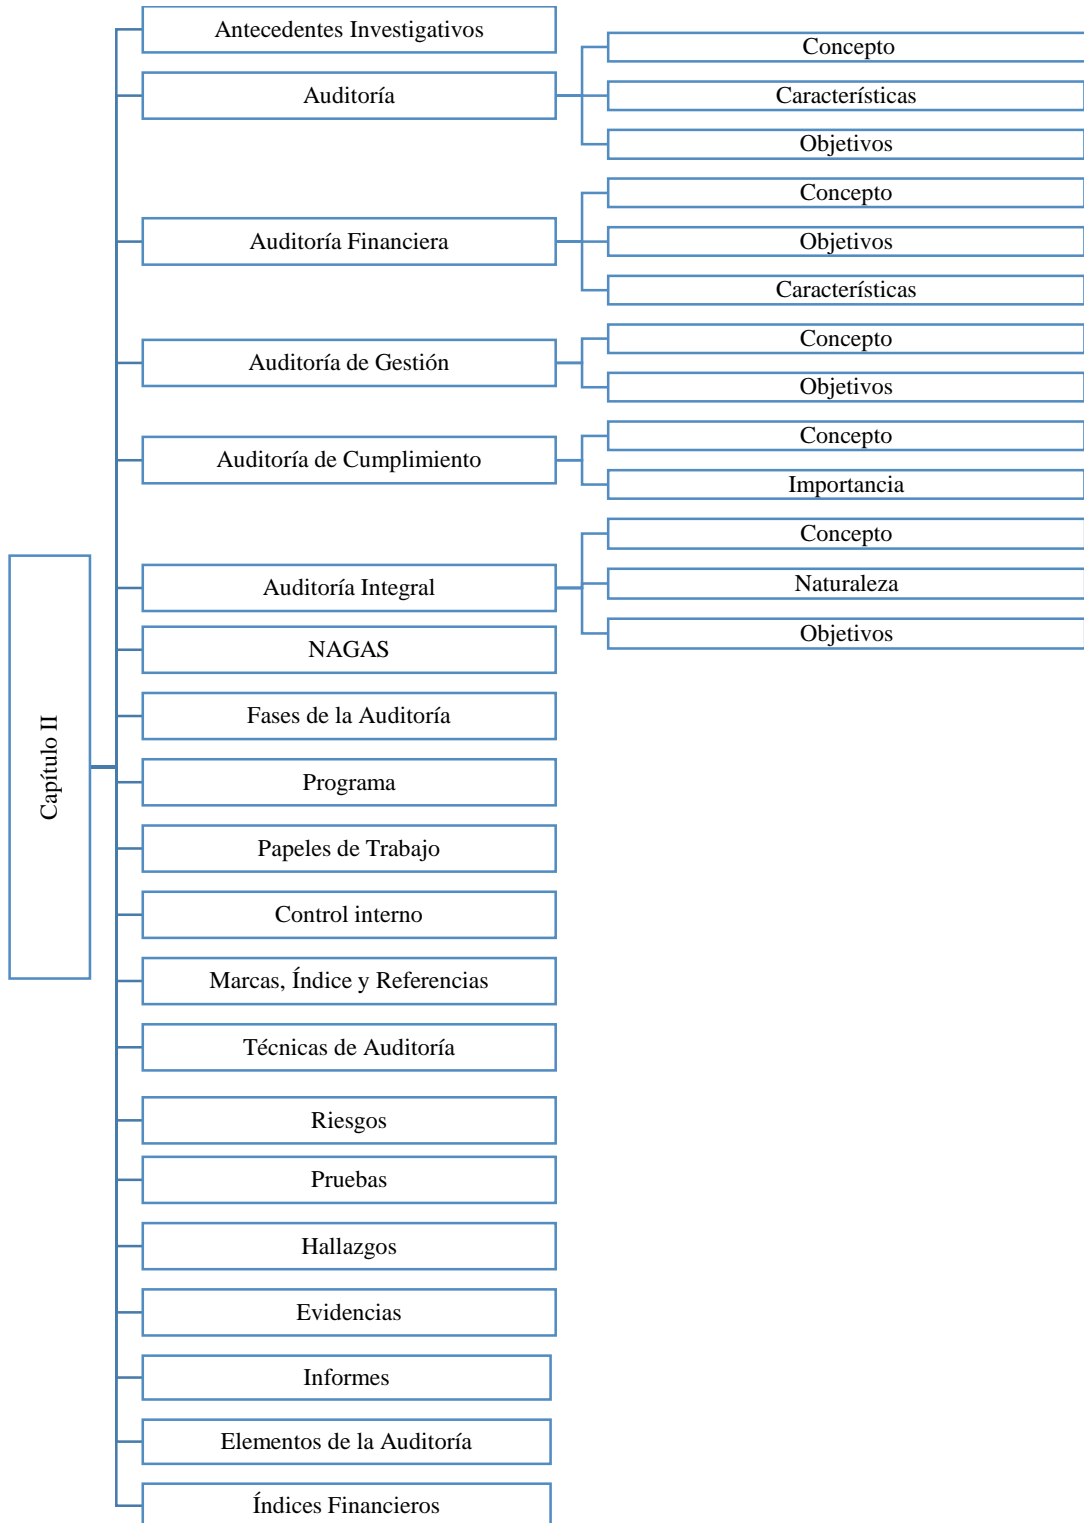 Capítulo II
Antecedentes Investigativos
Auditoría
Concepto
Características
Objetivos
Auditoría Financiera
Concepto
Objetivos
Características
Auditoría de Gestión
Concepto
Objetivos
Auditoría de Cumplimiento
Concepto
Importancia
Auditoría Integral
Concepto
Naturaleza
Objetivos
NAGAS
Fases de la Auditoría
Programa
Papeles de Trabajo
Control interno
Marcas, Índice y Referencias
Técnicas de Auditoría
Riesgos
Pruebas
Hallazgos
Evidencias
Informes
Elementos de la Auditoría
Índices Financieros